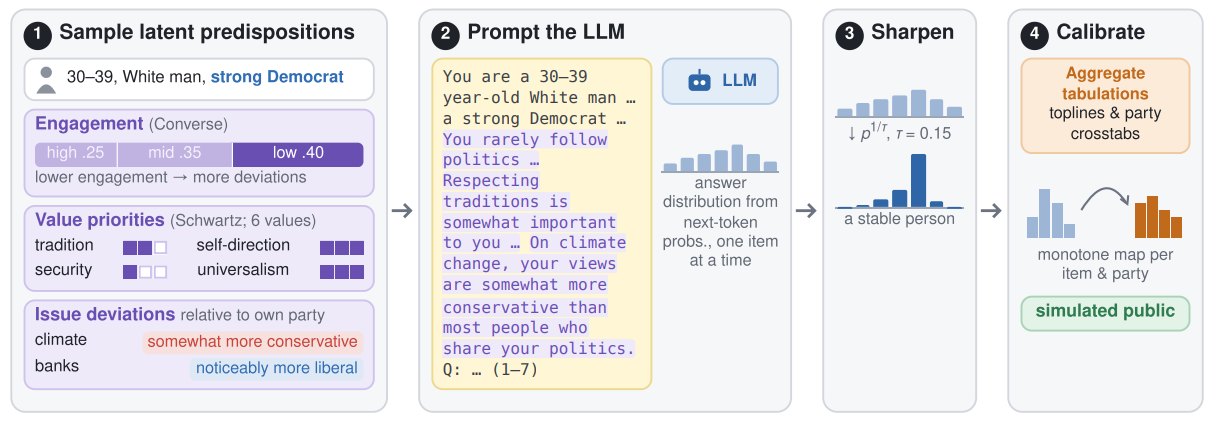 1 Sample latent predispositions
30–39, White man, strong Democrat
Engagement (Converse)
high .25 mid .35 low .40
lower engagement → more deviations
Value priorities (Schwartz; 6 values)
tradition self-direction
security universalism
Issue deviations relative to own party
climate somewhat more conservative
banks noticeably more liberal
2 Prompt the LLM
You are a 30–39
year-old White man …
a strong Democrat …
You rarely follow
politics …
Respecting
traditions is
somewhat important
to you … On climate
change, your views
are somewhat more
conservative than
most people who
share your politics.
Q: … (1–7)
LLM
answer
distribution from
next-token
probs., one item
at a time
3 Sharpen
↓ p^{1/τ}, τ = 0.15
a stable person
4 Calibrate
Aggregate
tabulations
toplines & party
crosstabs
monotone map per
item & party
simulated public